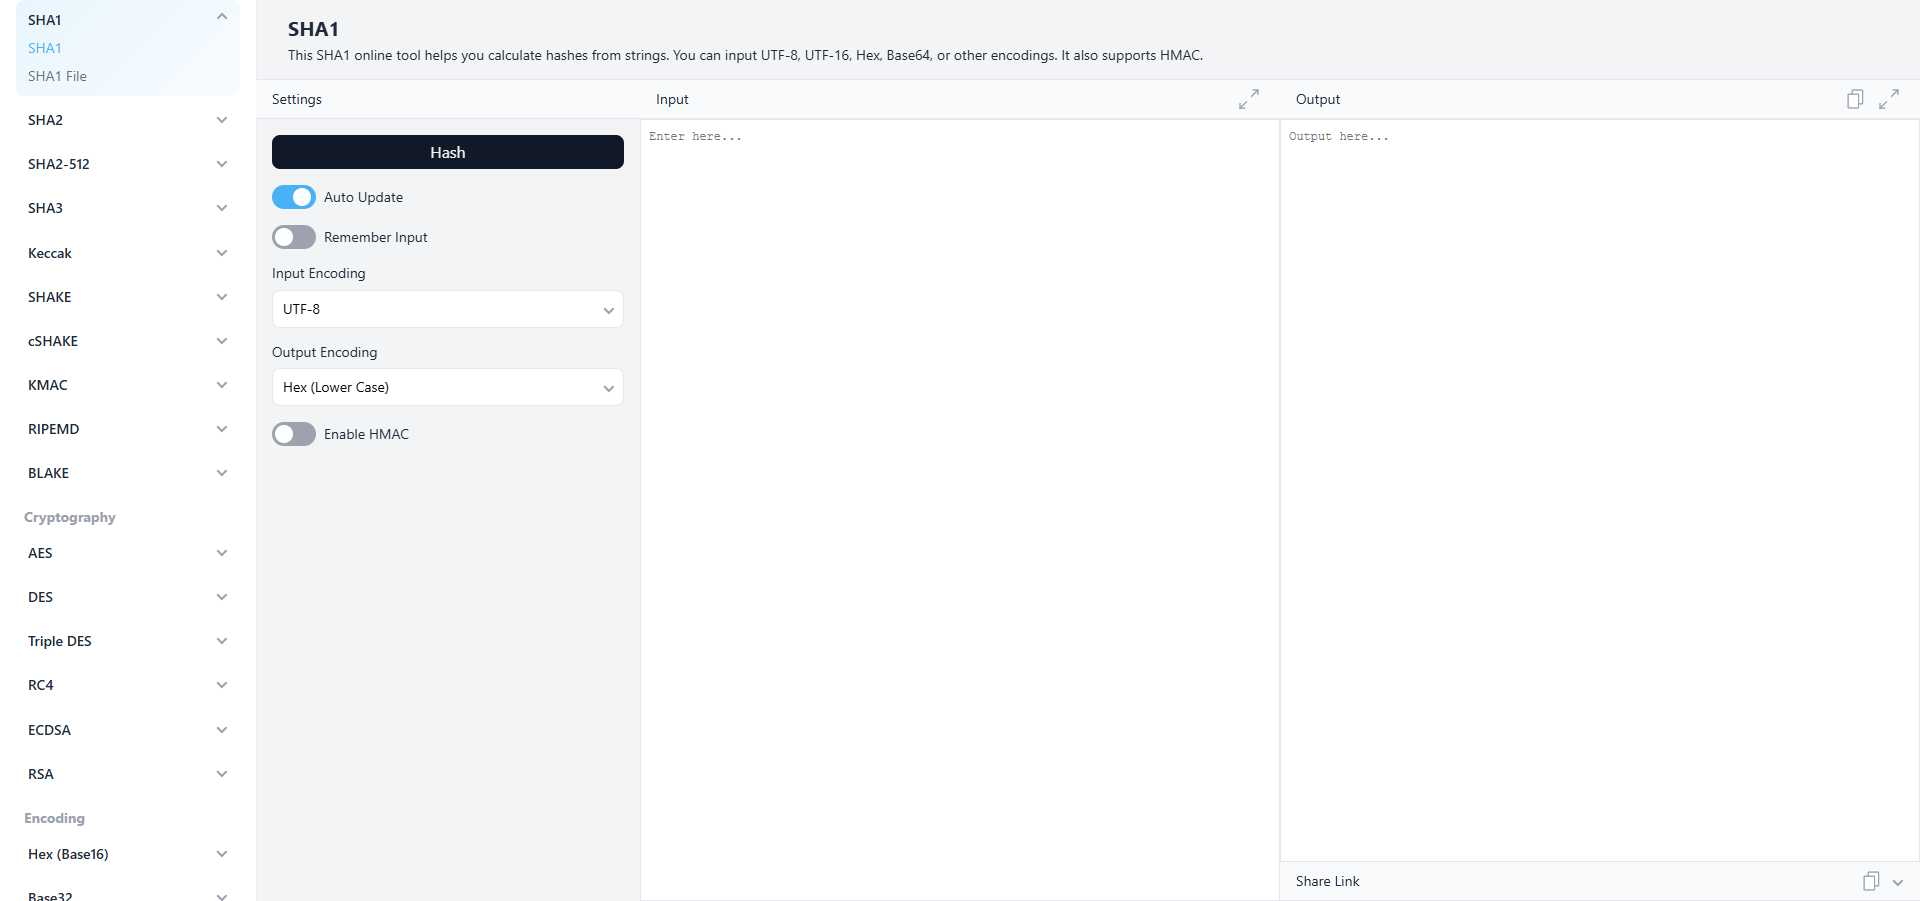 SHA1
SHA1
SHA1 File
SHA2
SHA2-512
SHA3
Keccak
SHAKE
cSHAKE
KMAC
RIPEMD
BLAKE
Cryptography
AES
DES
Triple DES
RC4
ECDSA
RSA
Encoding
Hex (Base16)
Base32
SHA1
This SHA1 online tool helps you calculate hashes from strings. You can input UTF-8, UTF-16, Hex, Base64, or other encodings. It also supports HMAC.
Settings
Hash
Auto Update
Remember Input
Input Encoding
UTF-8
Output Encoding
Hex (Lower Case)
Enable HMAC
Input
Enter here...
Output
Output here...
Share Link